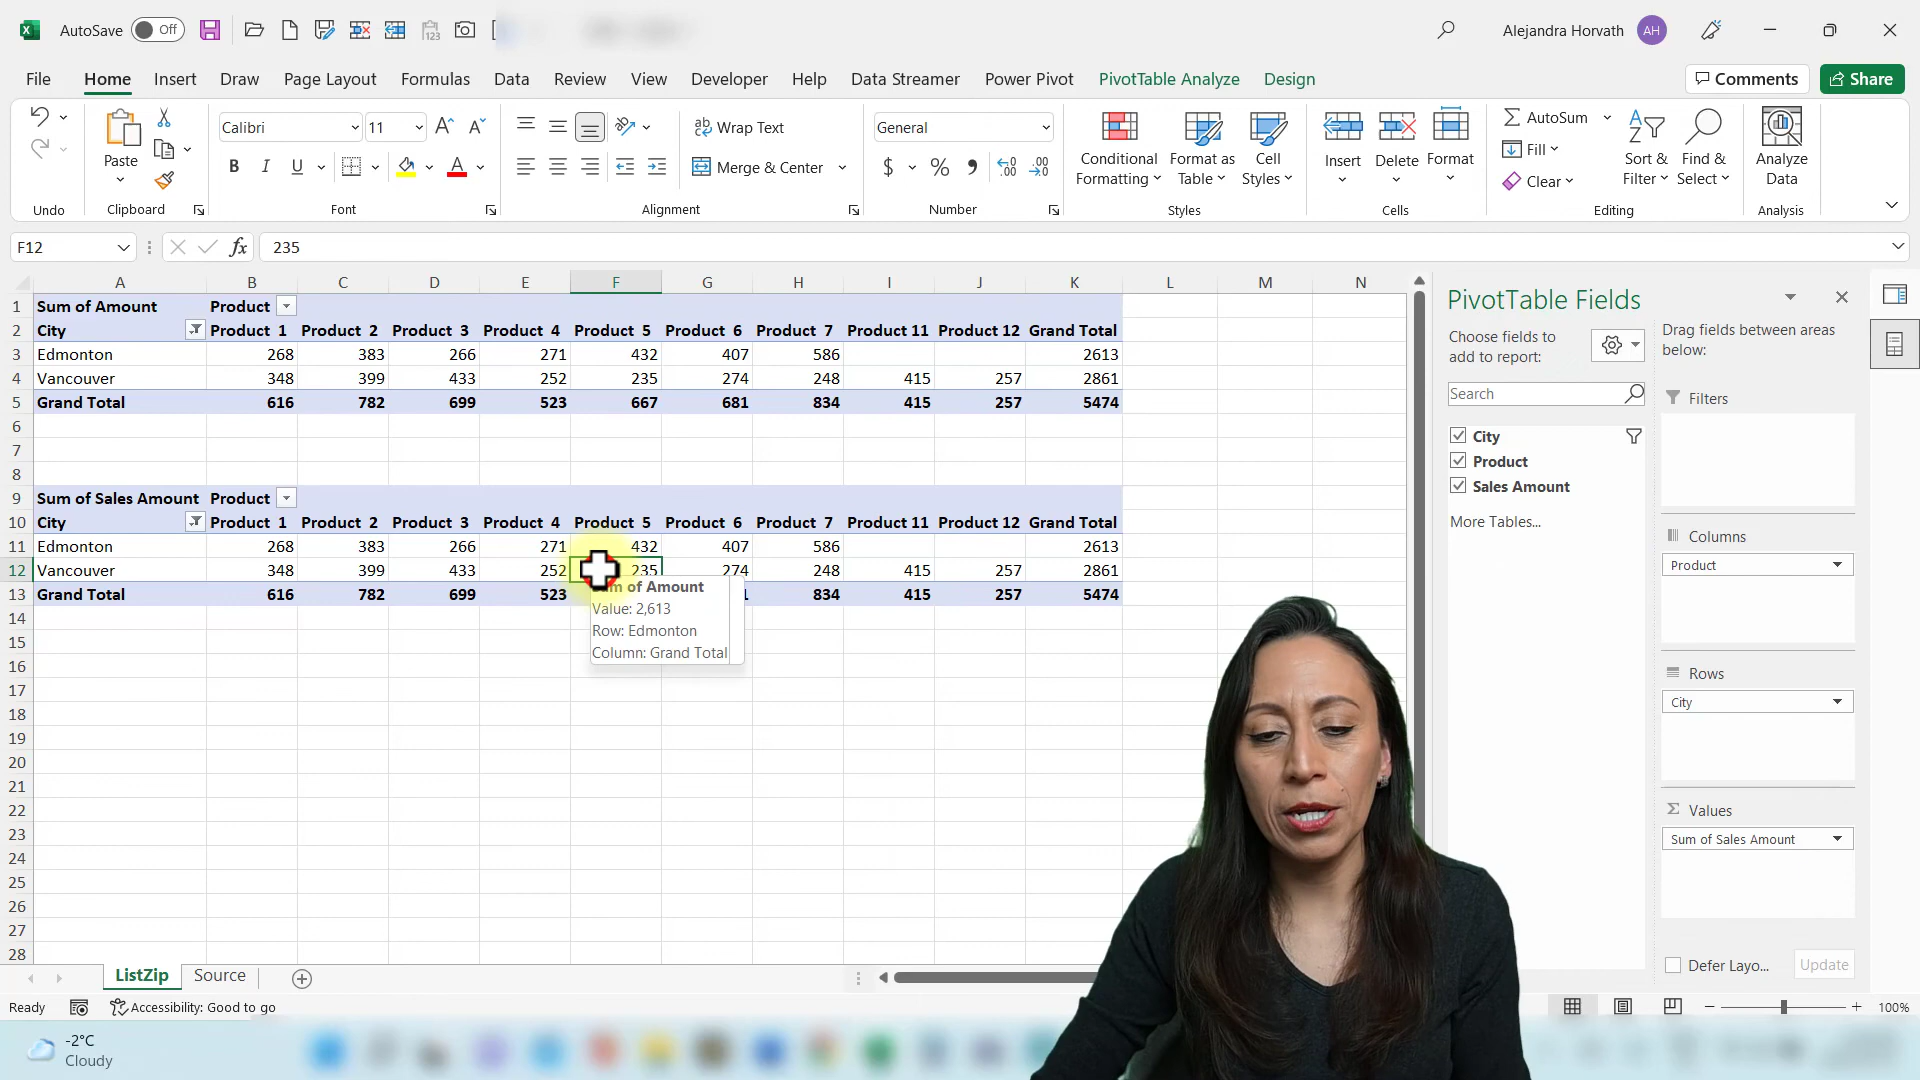 AutoSave Off Alejandra Horvath AH
File Home Insert Draw Page Layout Formulas Data Review View Developer Help Data Streamer Power Pivot PivotTable Analyze Design Comments Share
Calibri 11 Wrap Text General AutoSum
Paste Conditional Formatting Format as Table Cell Styles Insert Delete Format Fill Sort & Filter Find & Select Analyze Data
B I U A Merge & Center $ % Clear
Undo Clipboard Font Alignment Number Styles Cells Editing Analysis
F12 fx 235
A B C D E F G H I J K L M N
1 Sum of Amount Product
2 City Product 1 Product 2 Product 3 Product 4 Product 5 Product 6 Product 7 Product 11 Product 12 Grand Total
3 Edmonton 268 383 266 271 432 407 586 2613
4 Vancouver 348 399 433 252 235 274 248 415 257 2861
5 Grand Total 616 782 699 523 667 681 834 415 257 5474
6
7
8
9 Sum of Sales Amount Product
10 City Product 1 Product 2 Product 3 Product 4 Product 5 Product 6 Product 7 Product 11 Product 12 Grand Total
11 Edmonton 268 383 266 271 432 407 586 2613
12 Vancouver 348 399 433 252 235 274 248 415 257 2861
13 Grand Total 616 782 699 523 834 415 257 5474
of Amount
Value: 2,613
Row: Edmonton
Column: Grand Total
14
15
16
17
18
19
20
21
22
23
24
25
26
27
28
PivotTable Fields
Choose fields to add to report:
Search
City
Product
Sales Amount
More Tables...
Drag fields between areas below:
Filters
Columns
Product
Rows
City
Σ Values
Sum of Sales Amount
Defer Layo... Update
ListZip Source
Ready Accessibility: Good to go 100%
-2°C
Cloudy